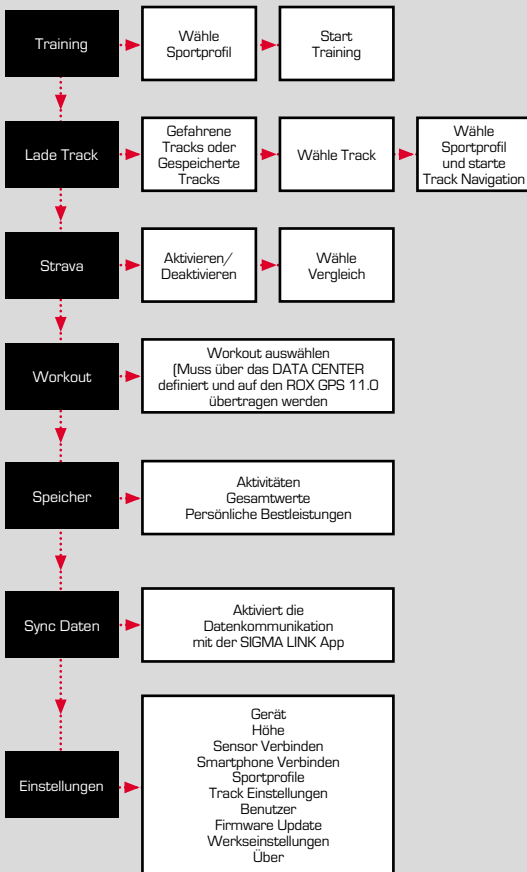 Training
Wähle
Sportprofil
Start
Training
Lade Track
Gefahrene
Tracks oder
Gespeicherte
Tracks
Wähle Track
Wähle
Sportprofil
und starte
Track Navigation
Strava
Aktivieren/
Deaktivieren
Wähle
Vergleich
Workout
Workout auswählen
(Muss über das DATA CENTER
definiert und auf den ROX GPS 11.0
übertragen werden
Speicher
Aktivitäten
Gesamtwerte
Persönliche Bestleistungen
Sync Daten
Aktiviert die
Datenkommunikation
mit der SIGMA LINK App
Einstellungen
Gerät
Höhe
Sensor Verbinden
Smartphone Verbinden
Sportprofile
Track Einstellungen
Benutzer
Firmware Update
Werkseinstellungen
Über